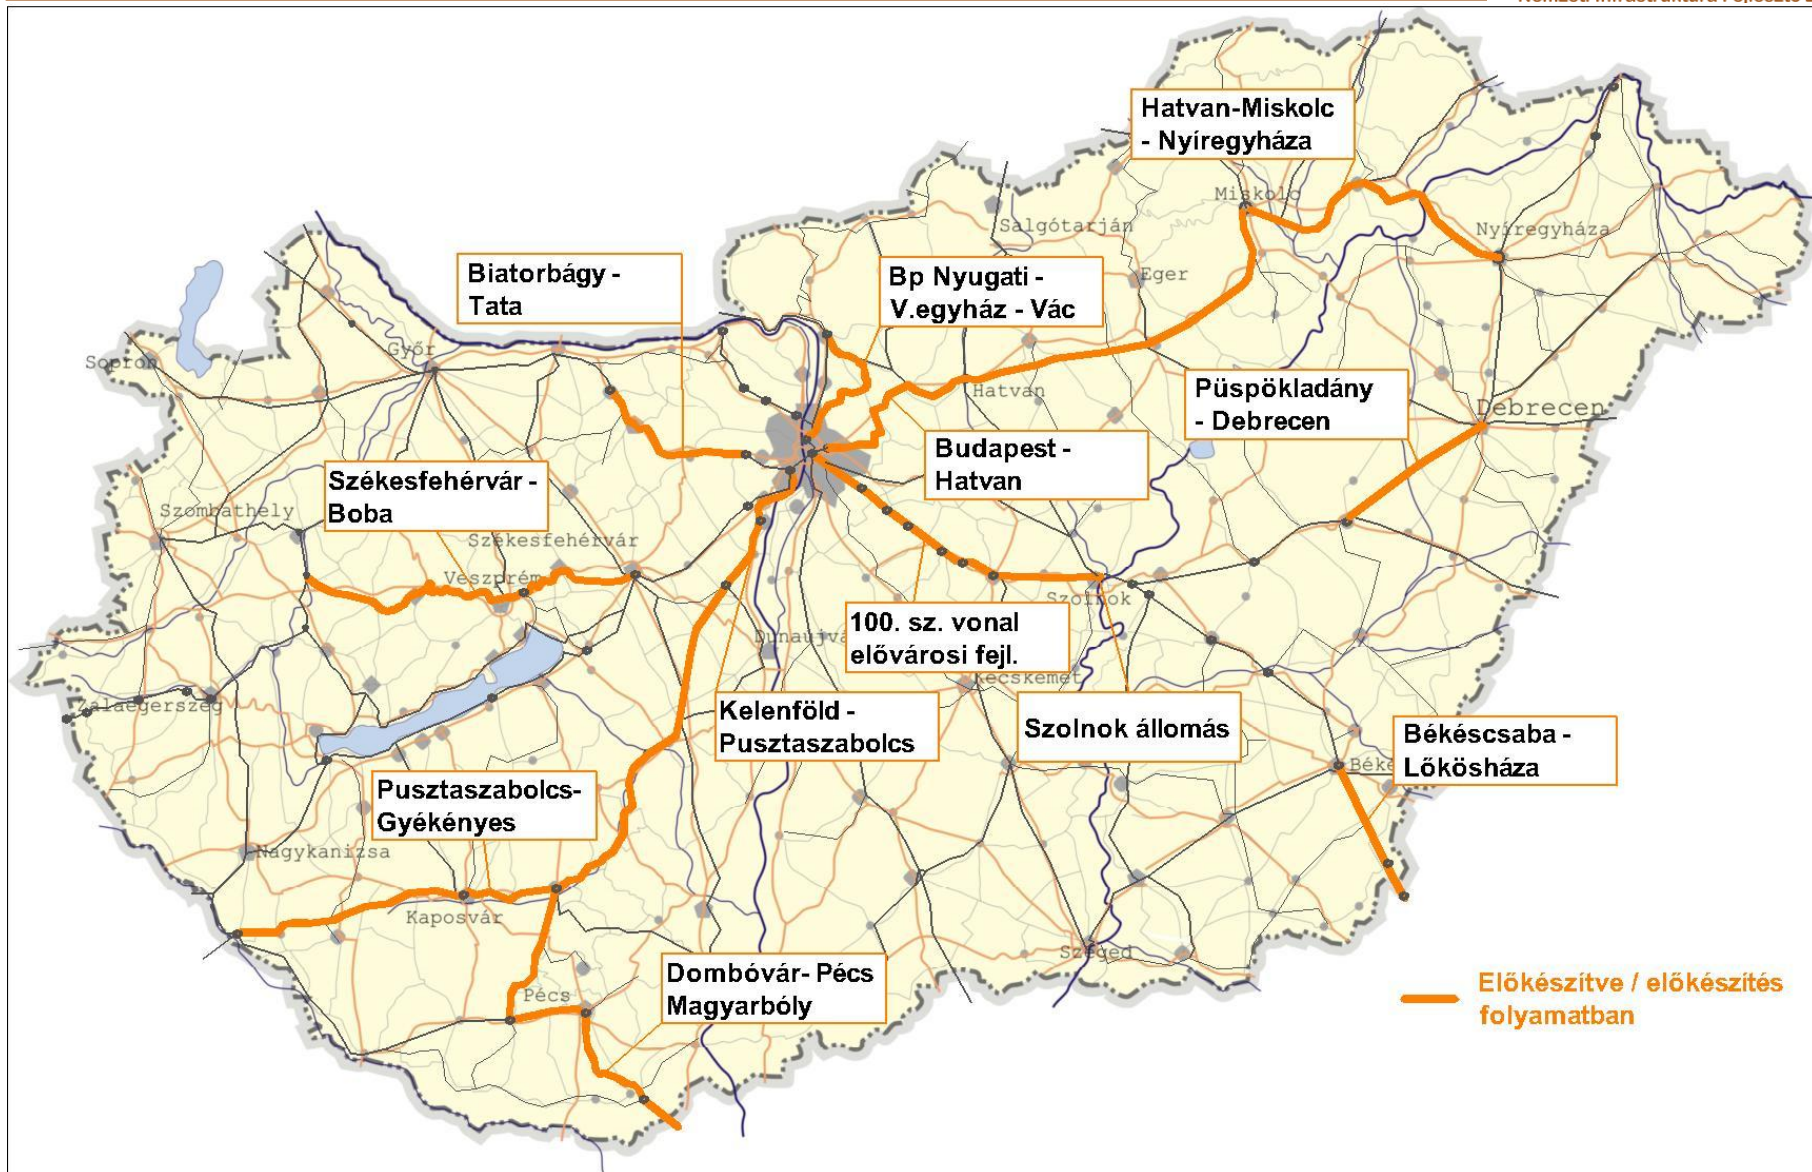 Hatvan-Miskolc
- Nyíregyháza
Miskolc
Salgótarján
Nyíregyháza
Biatorbágy -
Tata
Bp Nyugati -
V.egyház - Vác
Eger
Győr
Sopron
Hatvan
Püspökladány
- Debrecen
Debrecen
Budapest -
Hatvan
Székesfehérvár -
Boba
Szombathely
Székesfehérvár
Veszprém
Szolnok
100. sz. vonal
elővárosi fejl.
Dunaújvá
Kecskemét
Zalaegerszeg
Kelenföld -
Pusztaszabolcs
Szolnok állomás
Békéscsaba -
Lőkösháza
Béké
Pusztaszabolcs-
Gyékényes
Nagykanizsa
Kaposvár
Szeged
Dombóvár- Pécs
Magyarbóly
Pécs
Előkészítve / előkészítés
folyamatban